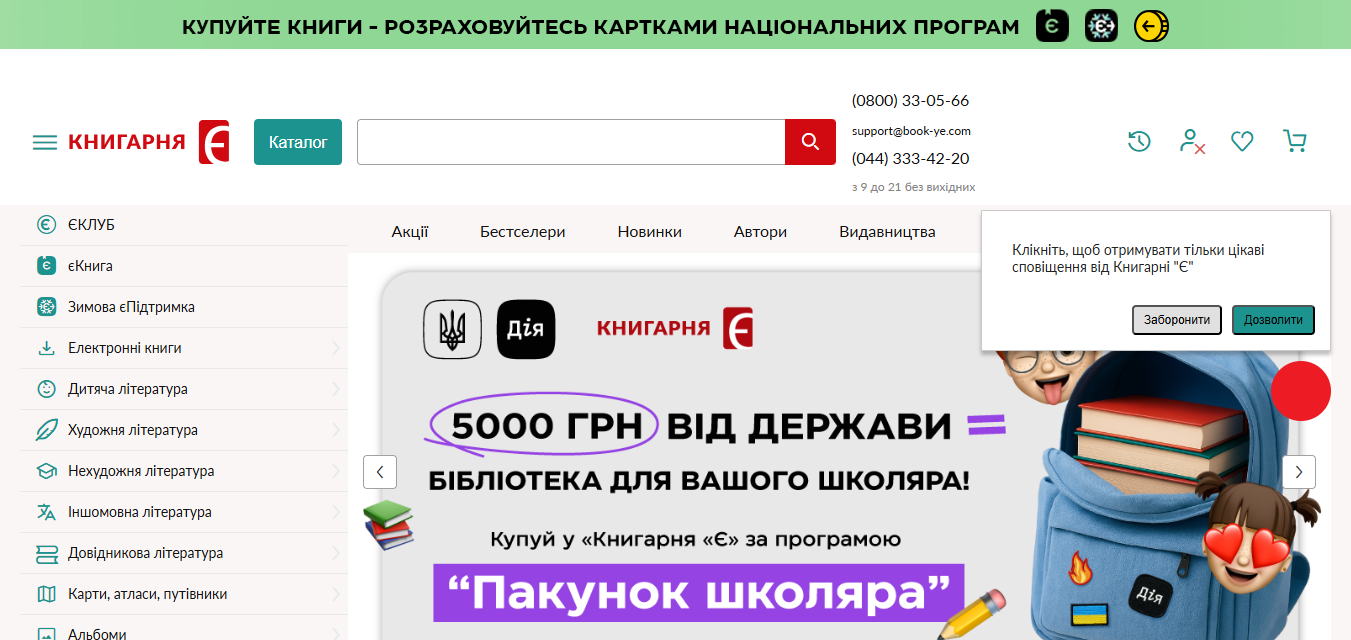 КУПУЙТЕ КНИГИ - РОЗРАХОВУЙТЕСЬ КАРТКАМИ НАЦІОНАЛЬНИХ ПРОГРАМ
(0800) 33-05-66
КНИГАРНЯ Є
Каталог
support@book-ye.com
(044) 333-42-20
з 9 до 21 без вихідних
ЄКЛУБ
єКнига
Зимова єПідтримка
Електронні книги
Дитяча література
Художня література
Нехудожня література
Іншомовна література
Довідникова література
Карти, атласи, путівники
Альбоми
Акції
Бестселери
Новинки
Автори
Видавництва
Клікніть, щоб отримувати тільки цікаві
сповіщення від Книгарні "Є"
Заборонити
Дозволити
Дія
КНИГАРНЯ Є
5000 ГРН ВІД ДЕРЖАВИ =
БІБЛІОТЕКА ДЛЯ ВАШОГО ШКОЛЯРА!
Купуй у «Книгарня «Є» за програмою
“Пакунок школяра”
Дія